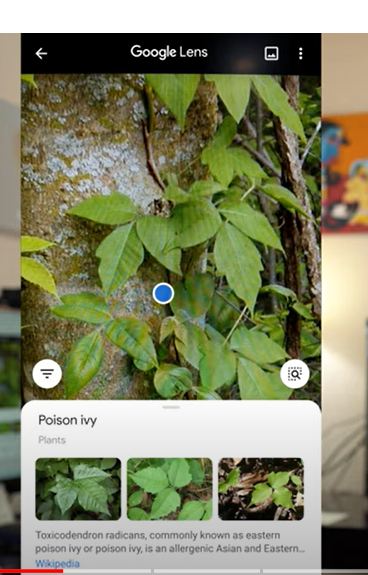 Google Lens
Poison ivy
Plants
Toxicodendron radicans, commonly known as eastern
poison ivy or poison ivy, is an allergenic Asian and Eastern...
Wikipedia